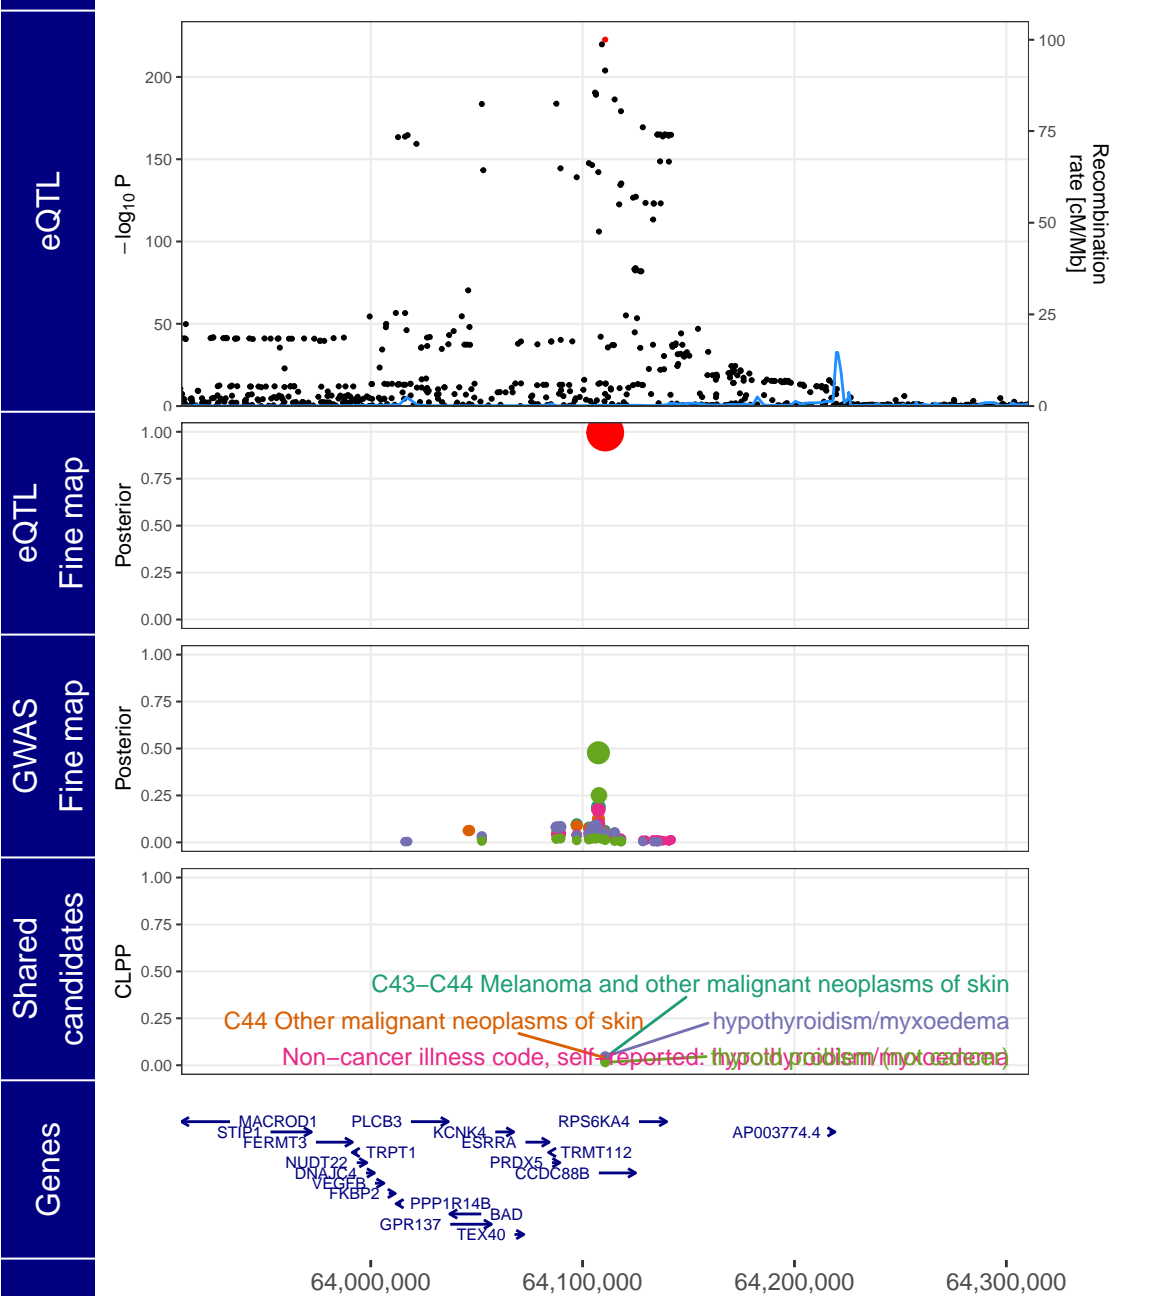 eQTL
−log10 P
200
150
100
50
0
100
75
50
25
0
Recombination
rate [cM/Mb]
eQTL
Fine map
Posterior
1.00
0.75
0.50
0.25
0.00
GWAS
Fine map
Posterior
1.00
0.75
0.50
0.25
0.00
Shared
candidates
CLPP
1.00
0.75
0.50
0.25
0.00
C43−C44 Melanoma and other malignant neoplasms of skin
C44 Other malignant neoplasms of skin
hypothyroidism/myxoedema
Non−cancer illness code, self−reported: hypothyroidism/myxoedema
thyroid problem (not cancer)
Genes
MACROD1
PLCB3
RPS6KA4
STIP1
KCNK4
AP003774.4
FERMT3
ESRRA
TRPT1
TRMT112
NUDT22
PRDX5
DNAJC4
CCDC88B
VEGFB
FKBP2
PPP1R14B
BAD
GPR137
TEX40
64,000,000
64,100,000
64,200,000
64,300,000